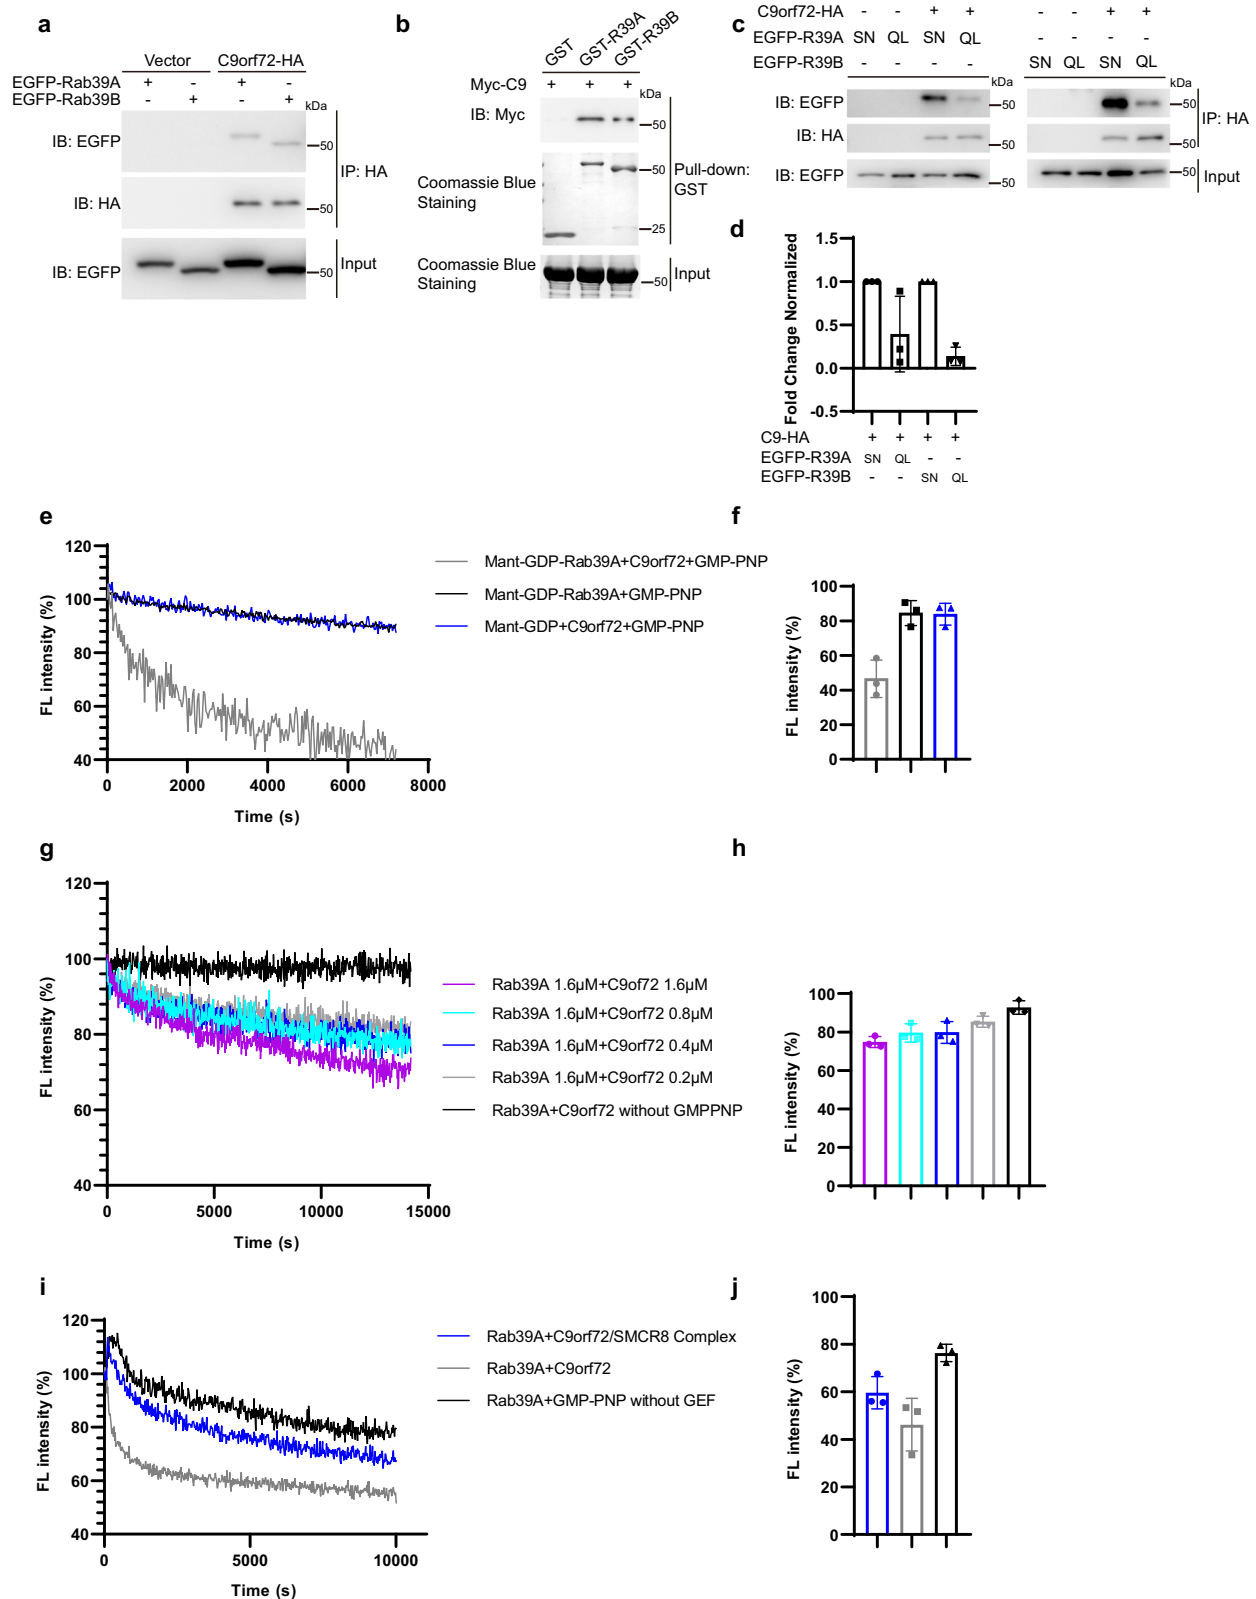 a
Vector C9orf72-HA
EGFP-Rab39A + - + -
EGFP-Rab39B - + - +
kDa
IB: EGFP
50
IB: HA
50
IP: HA
IB: EGFP
50
Input
b
GST GST-R39A GST-R39B
Myc-C9 + + +
kDa
IB: Myc
50
Coomassie Blue
Staining
50
25
Pull-down:
GST
Coomassie Blue
Staining
50
Input
c
C9orf72-HA - - + + - - + +
EGFP-R39A SN QL SN QL - - - -
EGFP-R39B - - - - SN QL SN QL
kDa kDa
IB: EGFP 50 50
IP: HA
IB: HA 50 50
IB: EGFP 50 50 Input
d
Fold Change Normalized
1.5
1.0
0.5
0.0
-0.5
C9-HA + + + +
EGFP-R39A SN QL - -
EGFP-R39B - - SN QL
e
FL intensity (%)
120
100
80
60
40
0 2000 4000 6000 8000
Time (s)
Mant-GDP-Rab39A+C9orf72+GMP-PNP
Mant-GDP-Rab39A+GMP-PNP
Mant-GDP+C9orf72+GMP-PNP
f
FL intensity (%)
100
80
60
40
20
0
g
FL intensity (%)
120
100
80
60
40
0 5000 10000 15000
Time (s)
Rab39A 1.6μM+C9of72 1.6μM
Rab39A 1.6μM+C9orf72 0.8μM
Rab39A 1.6μM+C9orf72 0.4μM
Rab39A 1.6μM+C9orf72 0.2μM
Rab39A+C9orf72 without GMPPNP
h
FL intensity (%)
100
80
60
40
20
0
i
FL intensity (%)
120
100
80
60
40
0 5000 10000
Time (s)
Rab39A+C9orf72/SMCR8 Complex
Rab39A+C9orf72
Rab39A+GMP-PNP without GEF
j
FL intensity (%)
100
80
60
40
20
0